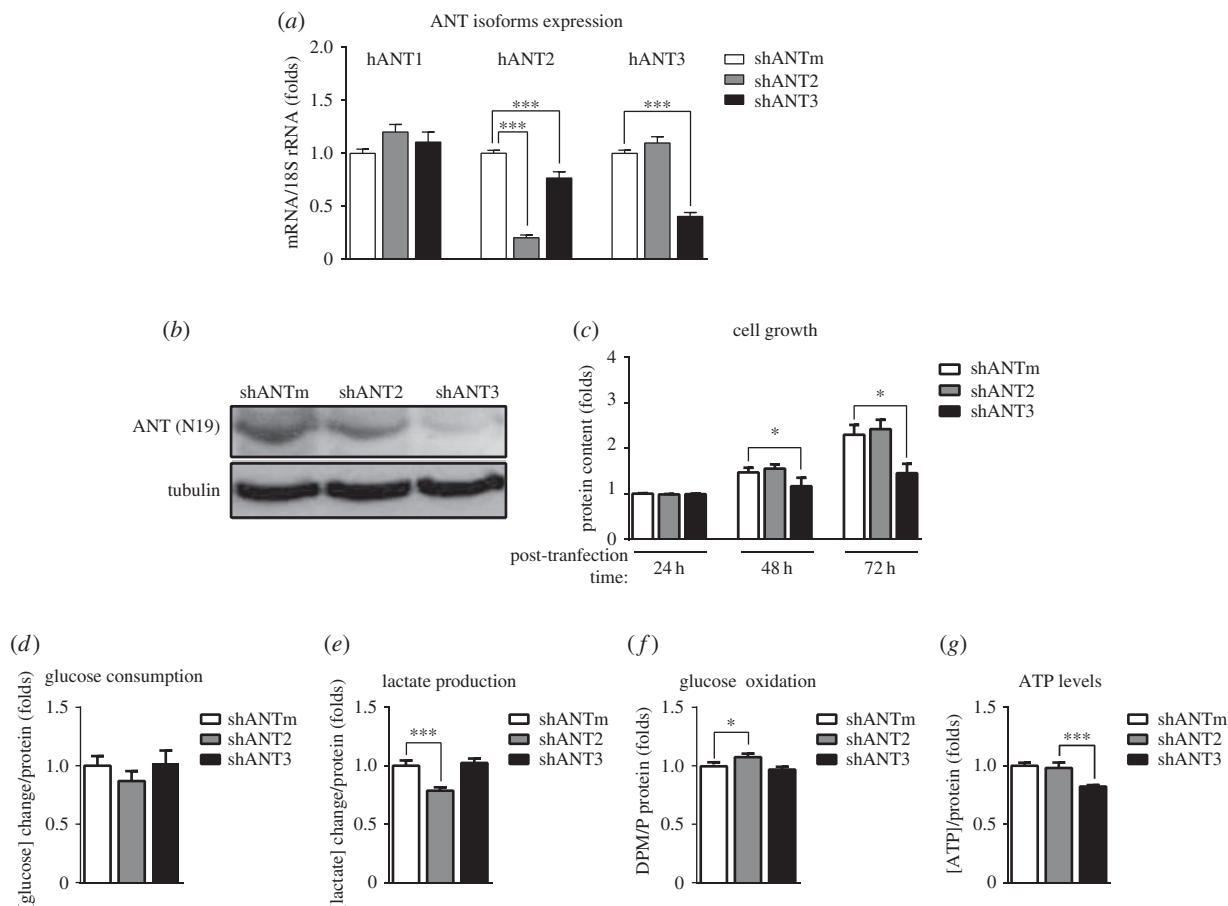 (a)
ANT isoforms expression
mRNA/18S rRNA (folds)
2.0
1.5
1.0
0.5
0
hANT1
hANT2
hANT3
***
***
***
shANTm
shANT2
shANT3
(b)
shANTm shANT2 shANT3
ANT (N19)
tubulin
(c)
cell growth
protein content (folds)
4
3
2
1
0
*
*
shANTm
shANT2
shANT3
post-tranfection
time:
24 h
48 h
72 h
(d)
glucose consumption
[glucose] change/protein (folds)
1.5
1.0
0.5
0
shANTm
shANT2
shANT3
(e)
lactate production
[lactate] change/protein (folds)
1.5
1.0
0.5
0
***
shANTm
shANT2
shANT3
(f)
glucose oxidation
DPM/P protein (folds)
1.5
1.0
0.5
0
*
shANTm
shANT2
shANT3
(g)
ATP levels
[ATP]/protein (folds)
1.5
1.0
0.5
0
***
shANTm
shANT2
shANT3